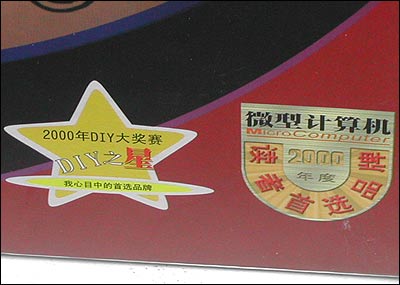 2000年DIY大奖赛
DIY之星
我心目中的首选品牌
微型计算机
MicroComputer
2000
年度
读者首选品牌